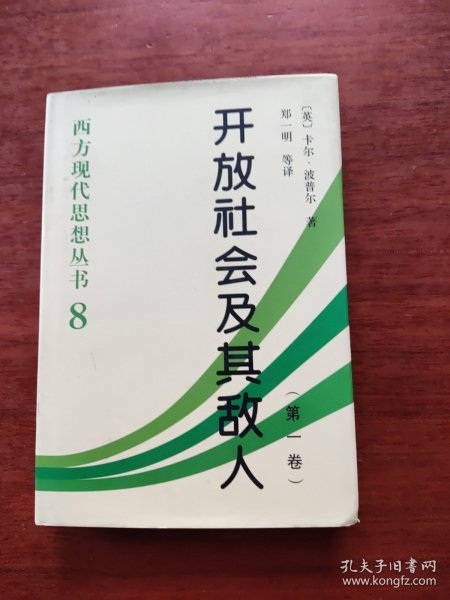 〔英〕卡尔·波普尔 著
郑一明 等译
开放社会及其敌人
(第一卷)
西方现代思想丛书 8
孔夫子旧书网
www.kongfz.com